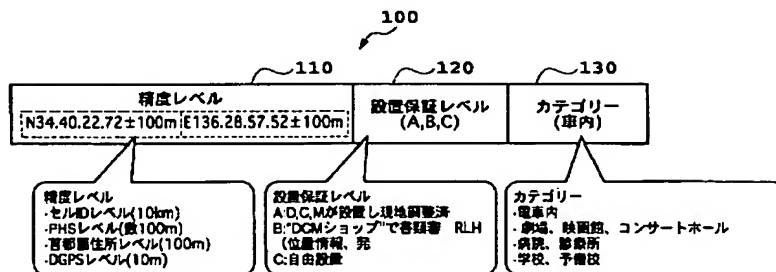 100
110
120
130
精度レベル
N34.40.22.72±100m E136.28.57.52±100m
設置保証レベル
(A,B,C)
カテゴリー
(車内)
精度レベル
・セルIDレベル(10km)
・PHSレベル(数100m)
・首都圏住所レベル(100m)
・DGPSレベル(10m)
設置保証レベル
A:D,C,Mが設置し現地調整済
B:"DCMショップ"で各類書 RLH
(位置情報、完
C:自由設置
カテゴリー
・電車内
・劇場、映画館、コンサートホール
・病院、診療所
・学校、予備校